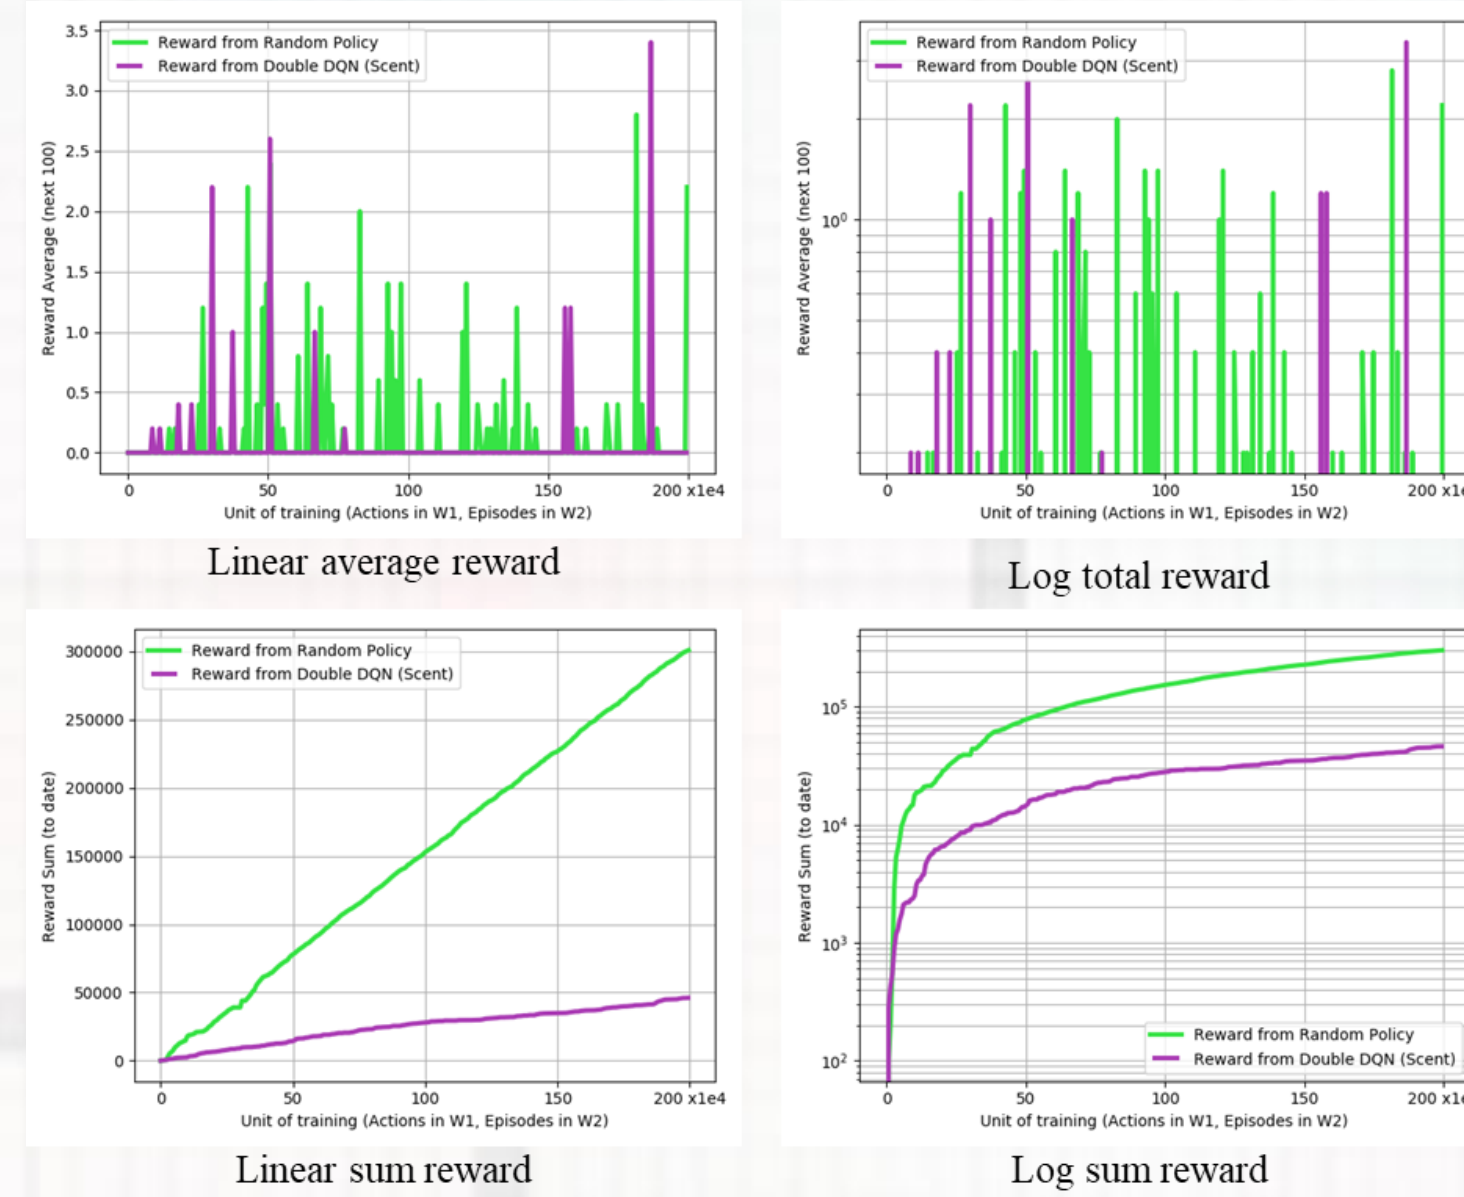 Reward from Random Policy
Reward from Double DQN (Scent)
Reward Average (next 100)
3.5
3.0
2.5
2.0
1.5
1.0
0.5
0.0
0 50 100 150 200 x1e4
Unit of training (Actions in W1, Episodes in W2)
Linear average reward
Reward from Random Policy
Reward from Double DQN (Scent)
Reward Average (next 100)
10⁰
0 50 100 150 200 x1e
Unit of training (Actions in W1, Episodes in W2)
Log total reward
Reward from Random Policy
Reward from Double DQN (Scent)
Reward Sum (to date)
300000
250000
200000
150000
100000
50000
0
0 50 100 150 200 x1e4
Unit of training (Actions in W1, Episodes in W2)
Linear sum reward
Reward Sum (to date)
10⁵
10⁴
10³
10²
Reward from Random Policy
Reward from Double DQN (Scent)
0 50 100 150 200 x1e
Unit of training (Actions in W1, Episodes in W2)
Log sum reward